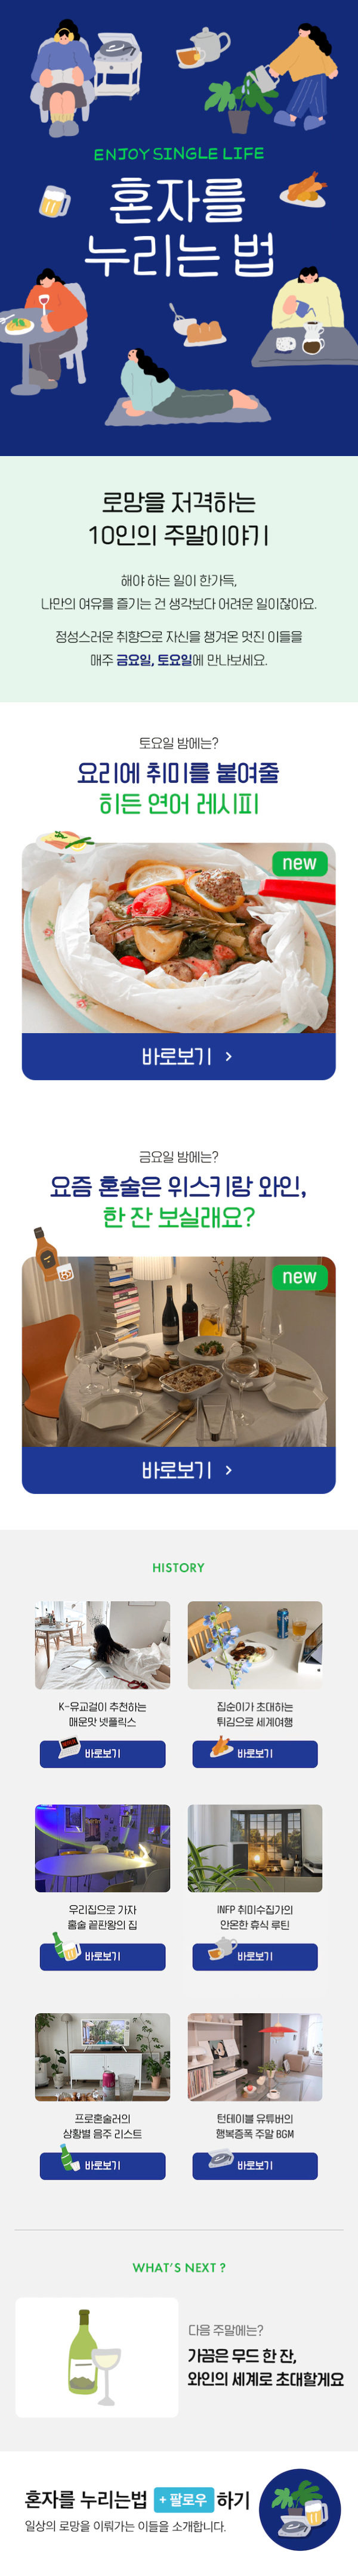 ENJOY SINGLE LIFE
혼자를
누리는 법
로망을 저격하는
10인의 주말이야기
해야 하는 일이 한가득,
나만의 여유를 즐기는 건 생각보다 어려운 일이잖아요.
정성스러운 취향으로 자신을 챙겨온 멋진 이들을
매주 금요일, 토요일에 만나보세요.
토요일 밤에는?
요리에 취미를 붙여줄
히든 연어 레시피
new
바로보기 >
금요일 밤에는?
요즘 혼술은 위스키랑 와인,
한 잔 보실래요?
new
바로보기 >
HISTORY
K-유교걸이 추천하는
매운맛 넷플릭스
바로보기
집순이가 초대하는
튀김으로 세계여행
바로보기
우리집으로 가자
홈술 끝판왕의 집
바로보기
INFP 취미수집가의
안온한 휴식 루틴
바로보기
프로혼술러의
상황별 음주 리스트
바로보기
턴테이블 유튜버의
행복증폭 주말 BGM
바로보기
WHAT'S NEXT ?
다음 주말에는?
가끔은 무드 한 잔,
와인의 세계로 초대할게요
혼자를 누리는법 + 팔로우 하기
일상의 로망을 이뤄가는 이들을 소개합니다.